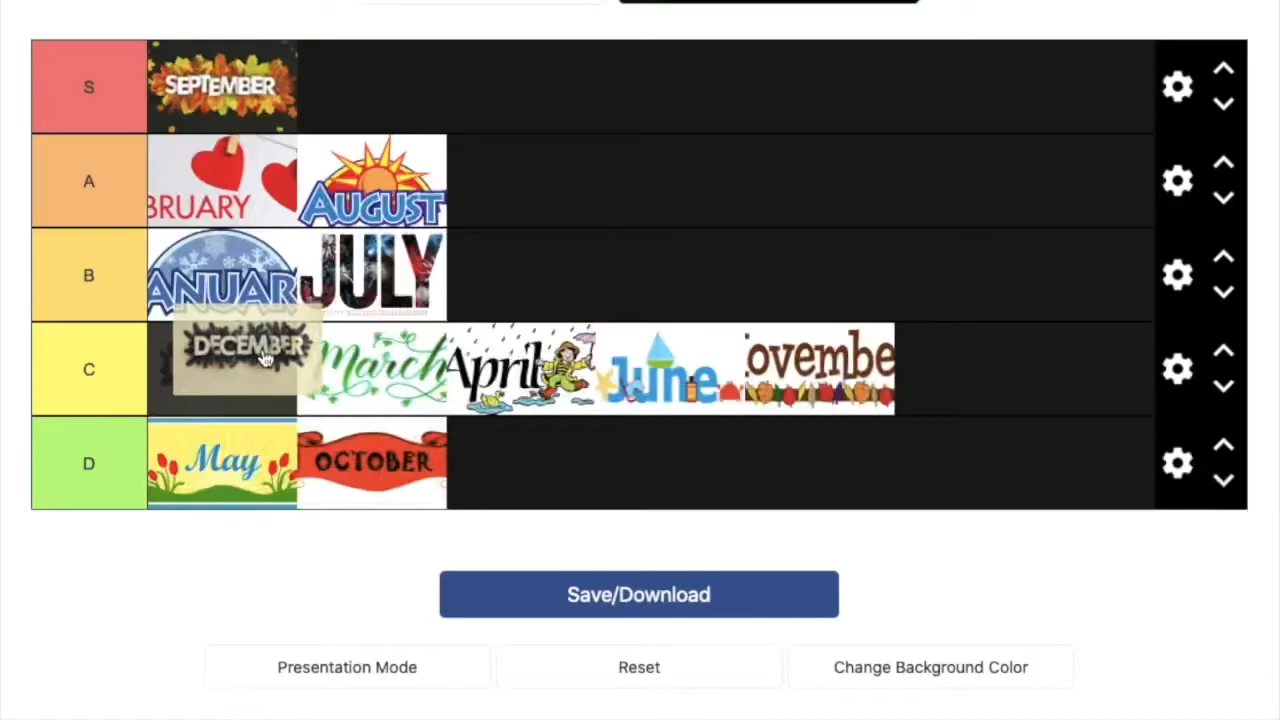 S
SEPTEMBER
A
BRUARY
AUGUST
B
ANUAR
JULY
C
DECEMBER
March
April
June
ovembe
D
May
OCTOBER
Save/Download
Presentation Mode
Reset
Change Background Color